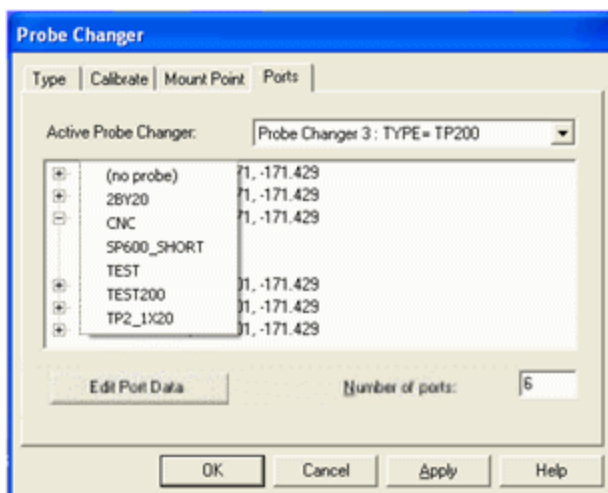 Probe Changer
Type Calibrate Mount Point Ports
Active Probe Changer: Probe Changer 3 : TYPE= TP200
(no probe) 71, -171.429
2BY20 71, -171.429
CNC 71, -171.429
SP600_SHORT
TEST
TEST200 01, -171.429
TP2_1X20 01, -171.429
01, -171.429
Edit Port Data Number of ports: 6
OK Cancel Apply Help